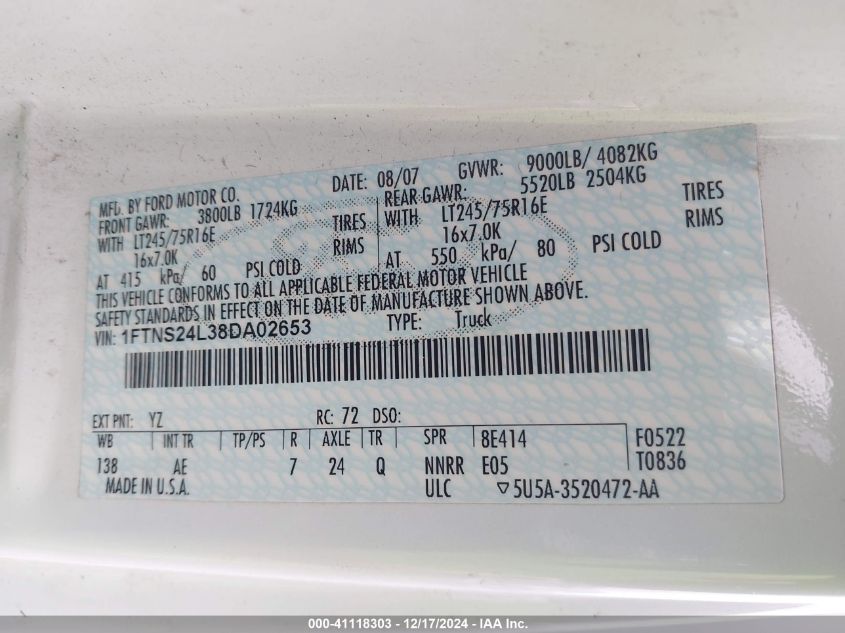 MFD. BY FORD MOTOR CO. DATE: 08/07 GVWR: 9000LB/ 4082KG
FRONT GAWR: 3800LB 1724KG REAR GAWR: 5520LB 2504KG
WITH LT245/75R16E TIRES WITH LT245/75R16E TIRES
16x7.0K RIMS 16x7.0K RIMS
AT 415 kPa/ 60 PSI COLD AT 550 kPa/ 80 PSI COLD
THIS VEHICLE CONFORMS TO ALL APPLICABLE FEDERAL MOTOR VEHICLE
SAFETY STANDARDS IN EFFECT ON THE DATE OF MANUFACTURE SHOWN ABOVE.
VIN: 1FTNS24L38DA02653 TYPE: Truck
EXT PNT: YZ RC: 72 DSO:
WB INT TR TP/PS R AXLE TR SPR 8E414 F0522
138 AE 7 24 Q NNRR E05 T0836
MADE IN U.S.A. ULC ▽5U5A-3520472-AA
000-41118303 - 12/17/2024 - IAA Inc.